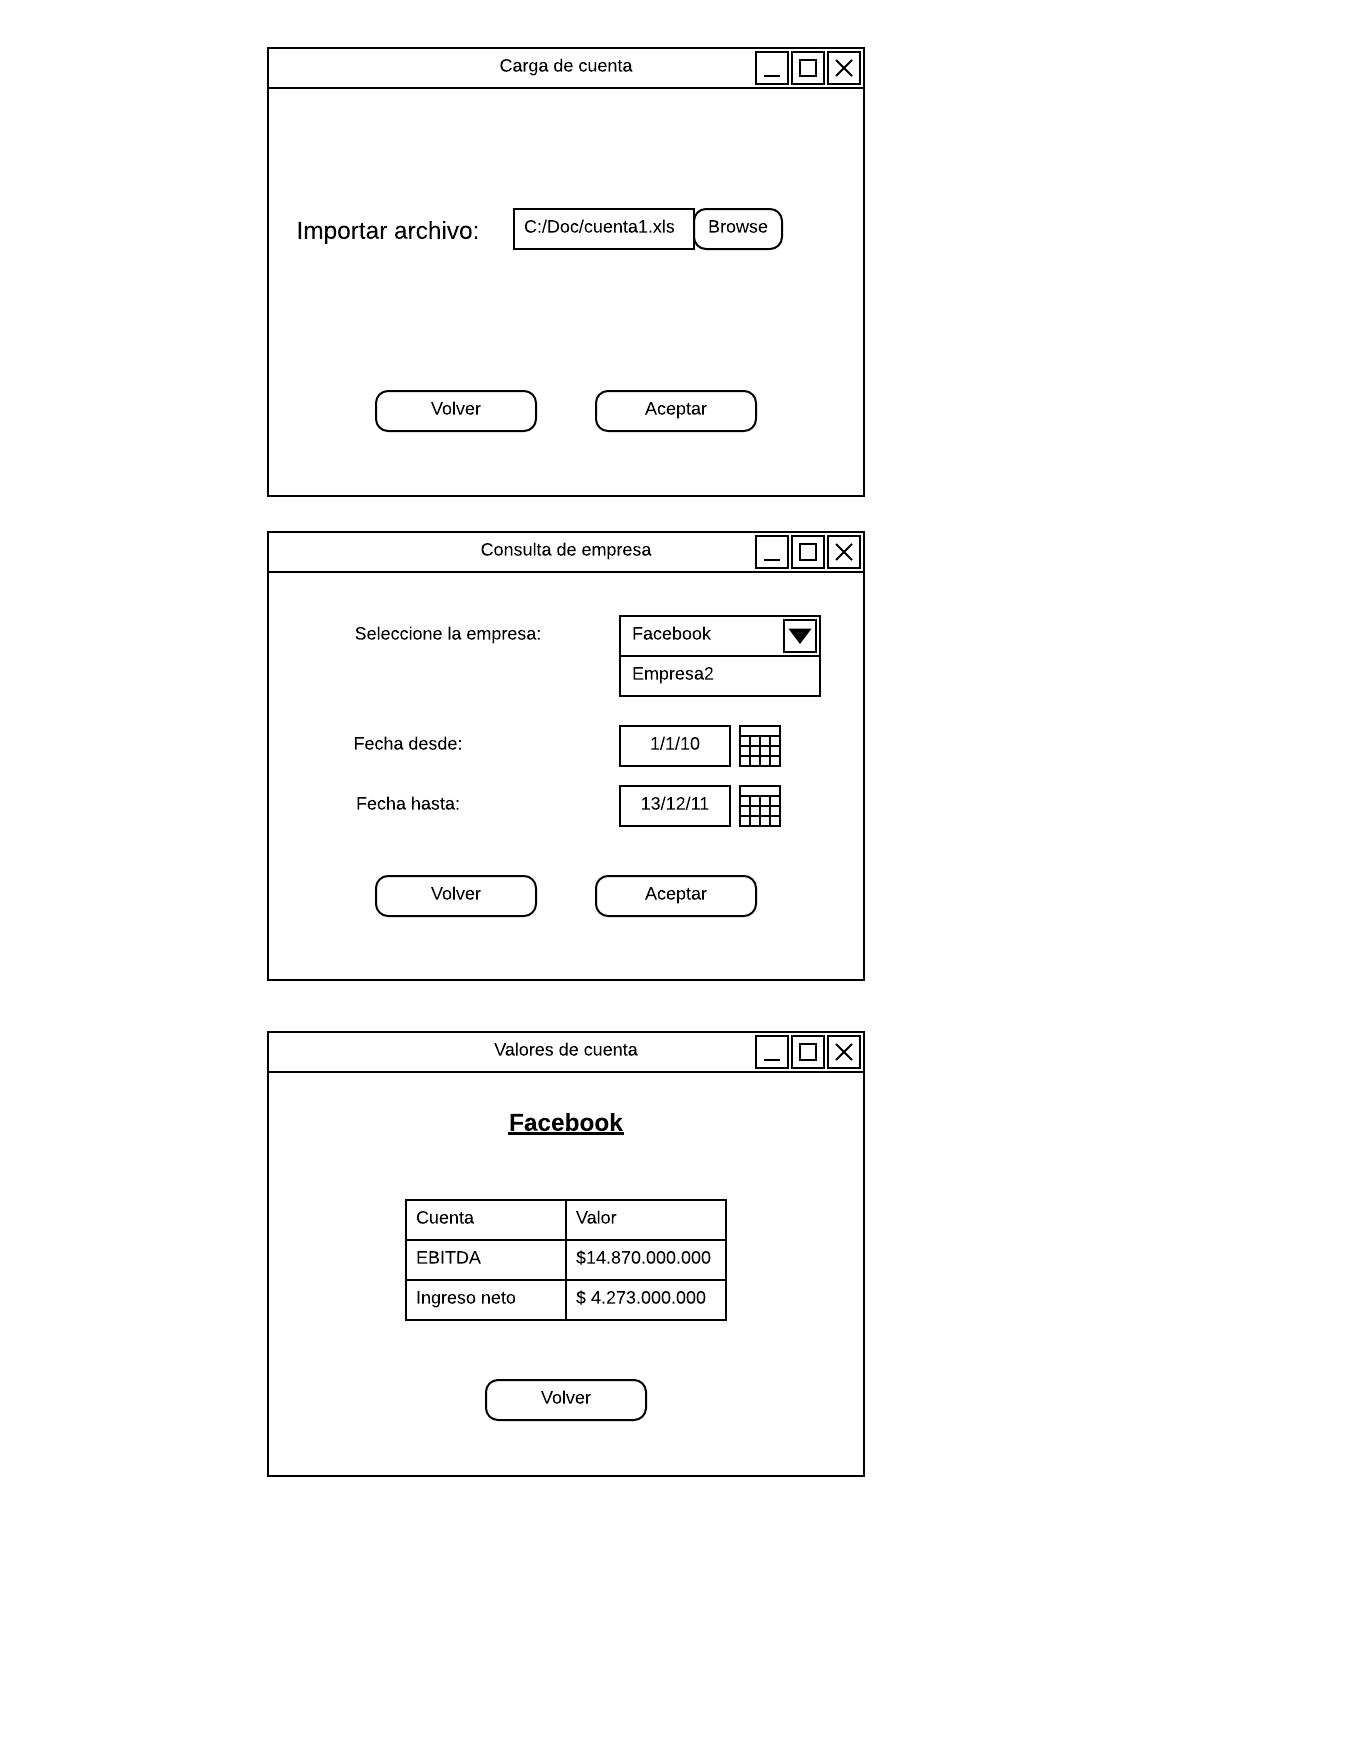 Carga de cuenta
Importar archivo: C:/Doc/cuenta1.xls Browse
Volver Aceptar
Consulta de empresa
Seleccione la empresa: Facebook
Empresa2
Fecha desde: 1/1/10
Fecha hasta: 13/12/11
Volver Aceptar
Valores de cuenta
Facebook
Cuenta Valor
EBITDA $14.870.000.000
Ingreso neto $ 4.273.000.000
Volver